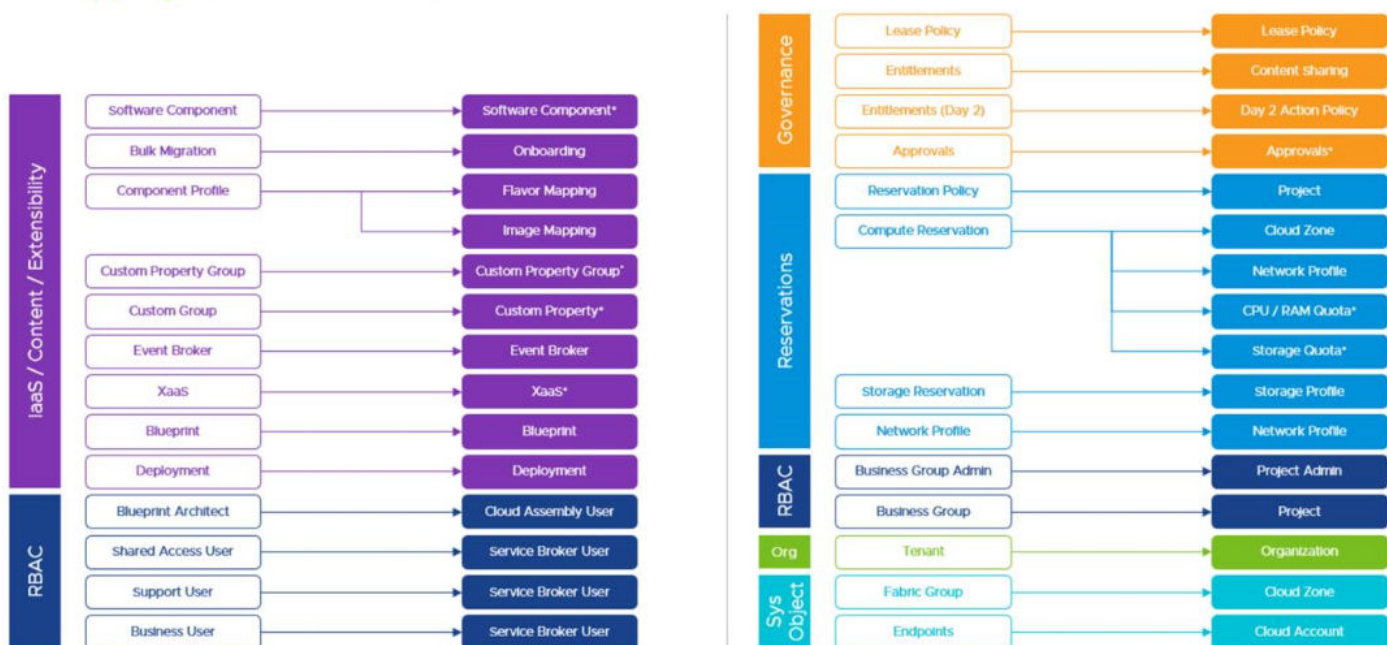 IaaS / Content / Extensibility
Software Component
Software Component*
Bulk Migration
Onboarding
Component Profile
Flavor Mapping
Image Mapping
Custom Property Group
Custom Property Group*
Custom Group
Custom Property*
Event Broker
Event Broker
XaaS
XaaS*
Blueprint
Blueprint
Deployment
Deployment
RBAC
Blueprint Architect
Cloud Assembly User
Shared Access User
Service Broker User
Support User
Service Broker User
Business User
Service Broker User
Governance
Lease Policy
Lease Policy
Entitlements
Content Sharing
Entitlements (Day 2)
Day 2 Action Policy
Approvals
Approvals*
Reservations
Reservation Policy
Project
Compute Reservation
Cloud Zone
Network Profile
CPU / RAM Quota*
Storage Quota*
Storage Reservation
Storage Profile
Network Profile
Network Profile
RBAC
Business Group Admin
Project Admin
Business Group
Project
Org
Tenant
Organization
Sys
Object
Fabric Group
Cloud Zone
Endpoints
Cloud Account